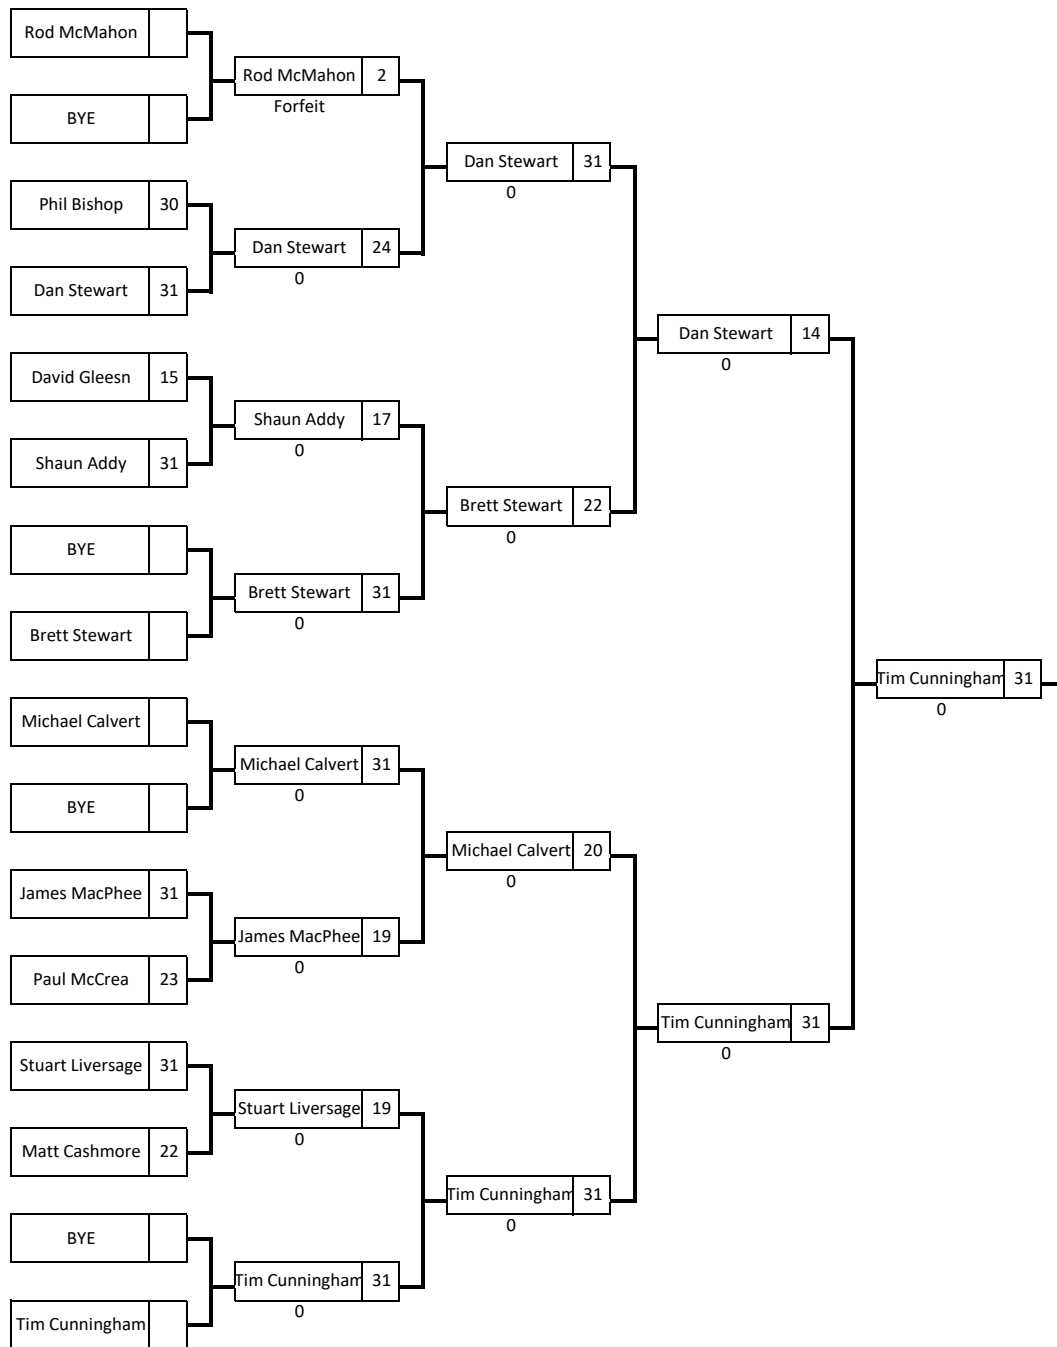 Rod McMahon
Rod McMahon 2
Forfeit
BYE
Dan Stewart 31
0
Phil Bishop 30
Dan Stewart 24
0
Dan Stewart 31
Dan Stewart 14
0
David Gleesn 15
Shaun Addy 17
0
Shaun Addy 31
Brett Stewart 22
0
BYE
Brett Stewart 31
0
Brett Stewart
Tim Cunningham 31
0
Michael Calvert
Michael Calvert 31
0
BYE
Michael Calvert 20
0
James MacPhee 31
James MacPhee 19
0
Paul McCrea 23
Tim Cunningham 31
0
Stuart Liversage 31
Stuart Liversage 19
0
Matt Cashmore 22
Tim Cunningham 31
0
BYE
Tim Cunningham 31
0
Tim Cunningham